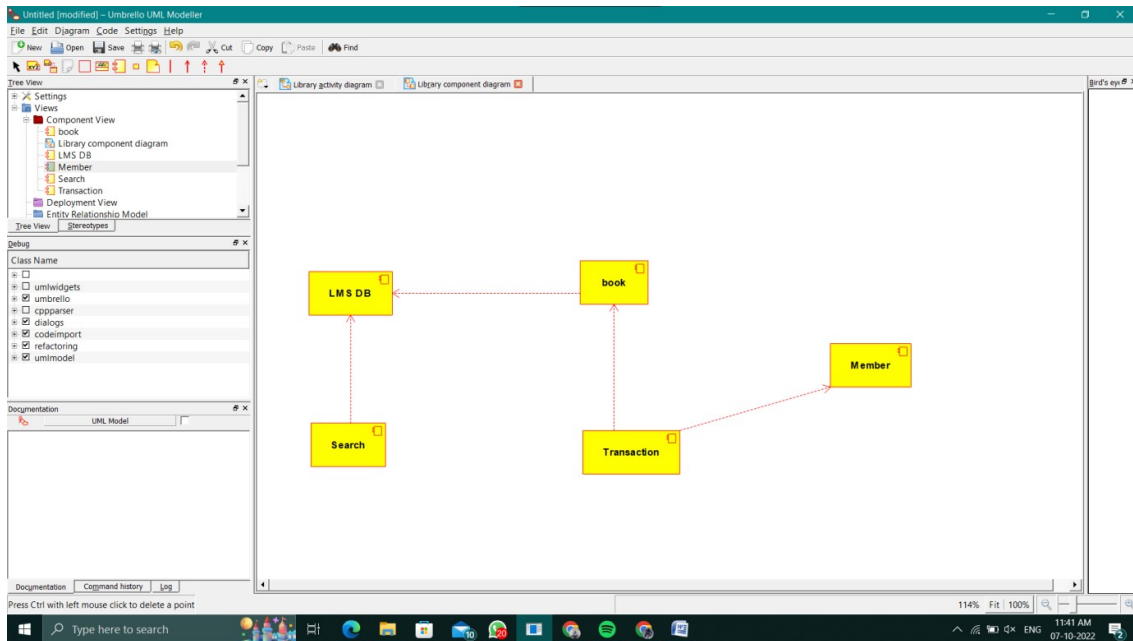 Untitled [modified] – Umbrello UML Modeller
File Edit Diagram Code Settings Help
New Open Save Cut Copy Paste Find
Tree View
Settings
Views
Component View
book
Library component diagram
LMS DB
Member
Search
Transaction
Deployment View
Entity Relationship Model
Tree View Stereotypes
Debug
Class Name
umlwidgets
umbrello
cppparser
dialogs
codeimport
refactoring
umlmodel
Documentation
UML Model
Documentation Command history Log
Press Ctrl with left mouse click to delete a point
Library activity diagram Library component diagram
LMS DB
book
Member
Search
Transaction
Bird's eye
114% Fit 100%
Type here to search
10
20
ENG
11:41 AM
07-10-2022
2